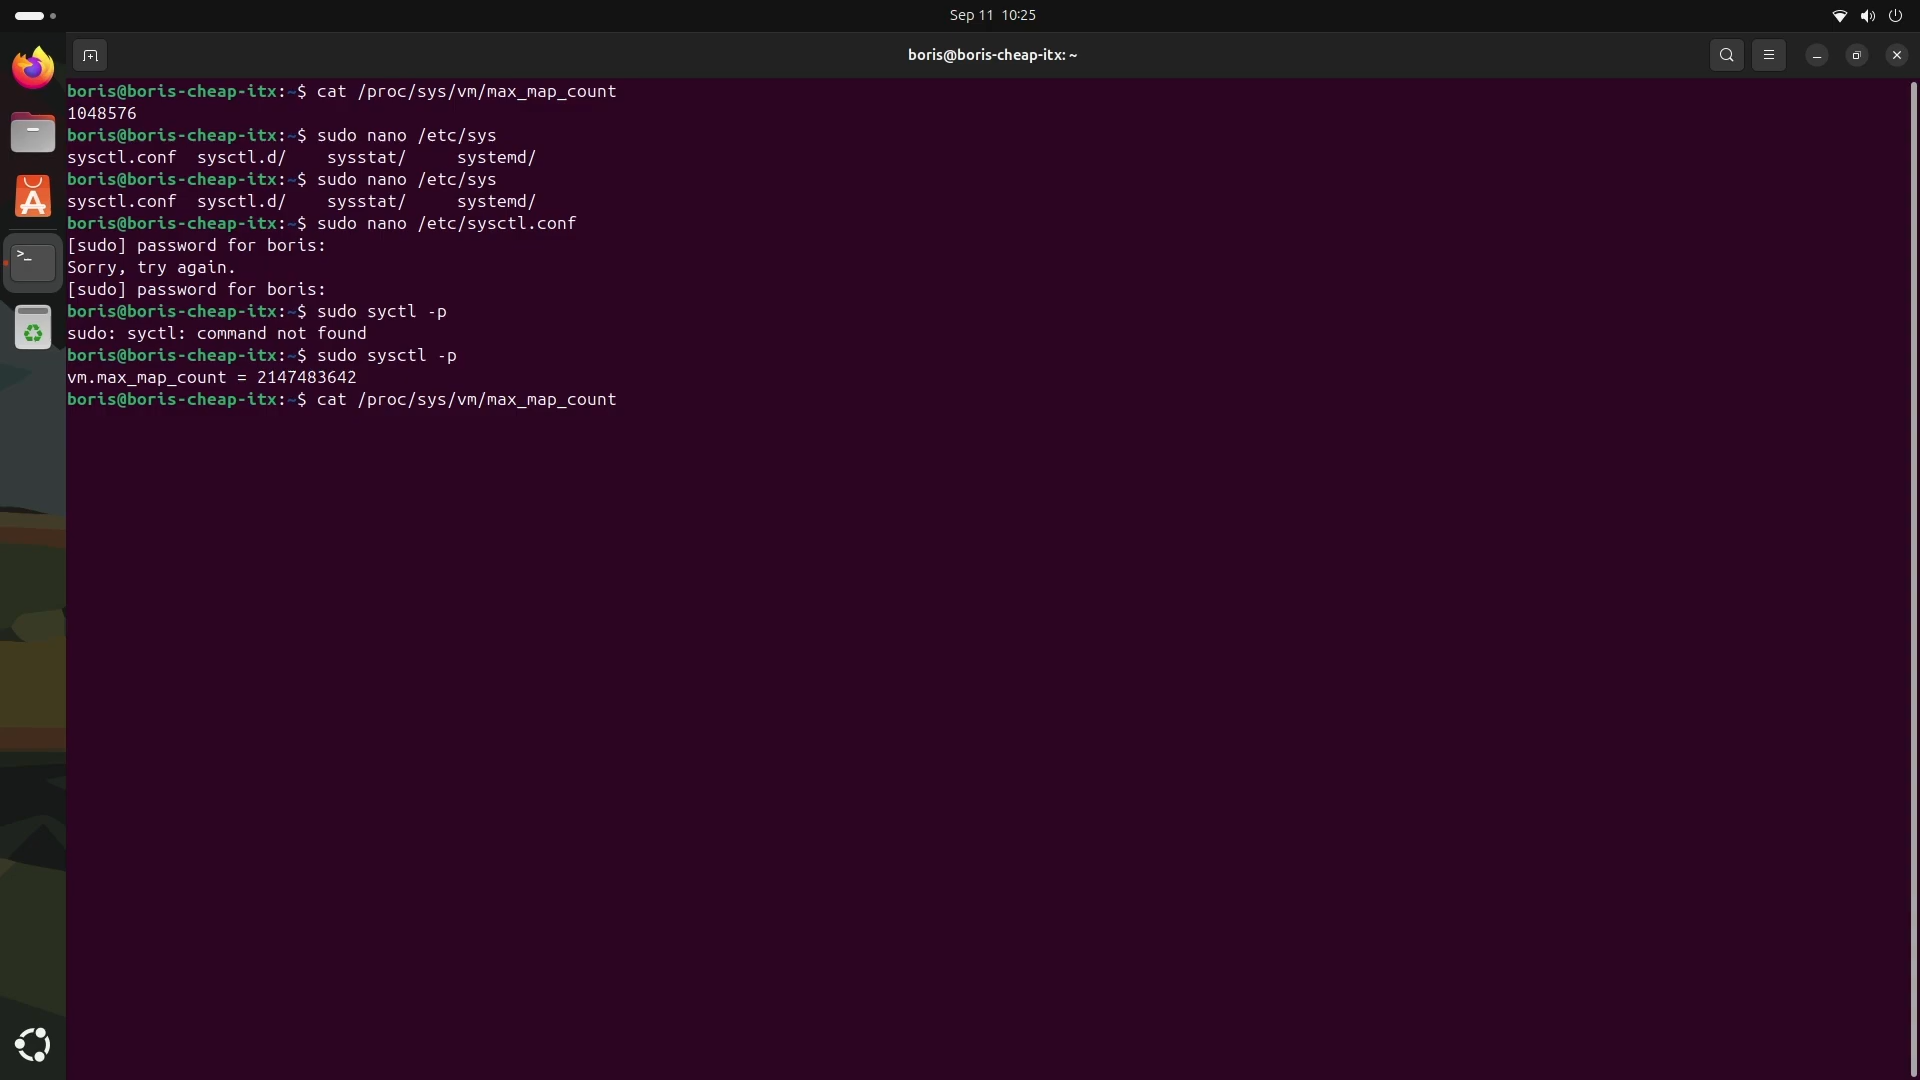 Sep 11 10:25
boris@boris-cheap-itx: ~
boris@boris-cheap-itx:~$ cat /proc/sys/vm/max_map_count
1048576
boris@boris-cheap-itx:~$ sudo nano /etc/sys
sysctl.conf  sysctl.d/    sysstat/     systemd/
boris@boris-cheap-itx:~$ sudo nano /etc/sys
sysctl.conf  sysctl.d/    sysstat/     systemd/
boris@boris-cheap-itx:~$ sudo nano /etc/sysctl.conf
[sudo] password for boris:
Sorry, try again.
[sudo] password for boris:
boris@boris-cheap-itx:~$ sudo syctl -p
sudo: syctl: command not found
boris@boris-cheap-itx:~$ sudo sysctl -p
vm.max_map_count = 2147483642
boris@boris-cheap-itx:~$ cat /proc/sys/vm/max_map_count